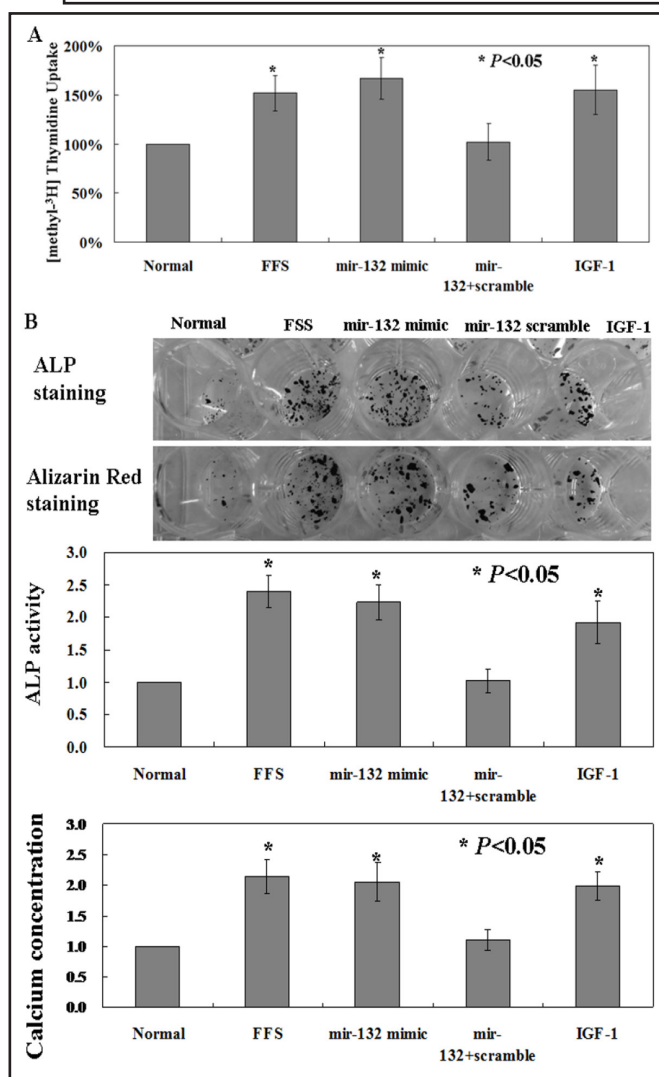 A
200%
150%
100%
50%
0%
[methyl-³H] Thymidine Uptake
* * * *
* P<0.05
Normal FFS mir-132 mimic mir-132+scramble IGF-1
B
Normal FSS mir-132 mimic mir-132 scramble IGF-1
ALP
staining
Alizarin Red
staining
3.0
2.5
2.0
1.5
1.0
0.5
0.0
ALP activity
* * *
* P<0.05
Normal FFS mir-132 mimic mir-
132+scramble IGF-1
3.0
2.5
2.0
1.5
1.0
0.5
0.0
Calcium concentration
* * *
* P<0.05
Normal FFS mir-132 mimic mir-
132+scramble IGF-1